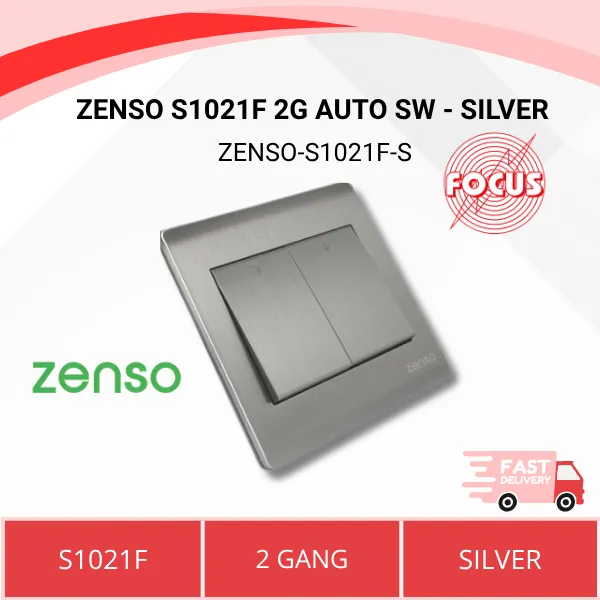 ZENSO S1021F 2G AUTO SW - SILVER
ZENSO-S1021F-S
FOCUS
zenso
zenso
FAST
DELIVERY
S1021F
2 GANG
SILVER